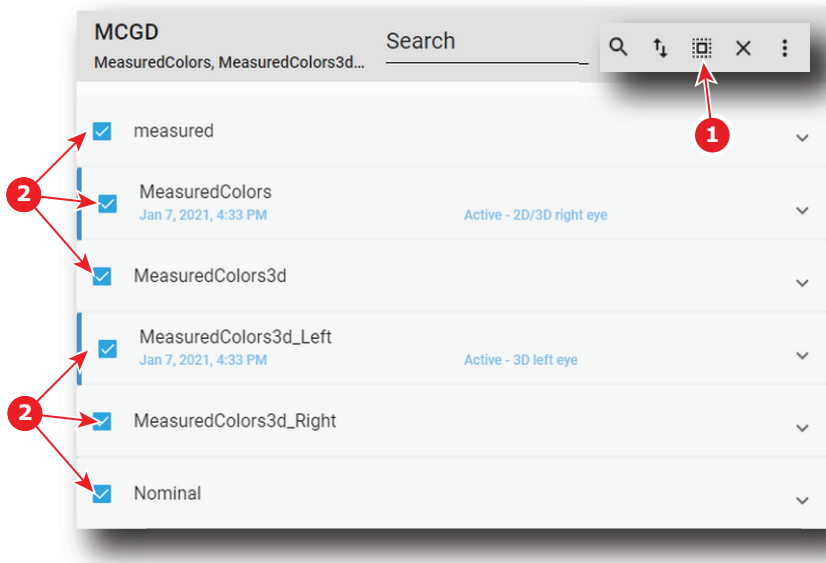 MCGD
MeasuredColors, MeasuredColors3d...
Search
1
measured
2
MeasuredColors
Jan 7, 2021, 4:33 PM
Active - 2D/3D right eye
MeasuredColors3d
MeasuredColors3d_Left
Jan 7, 2021, 4:33 PM
Active - 3D left eye
2
MeasuredColors3d_Right
Nominal